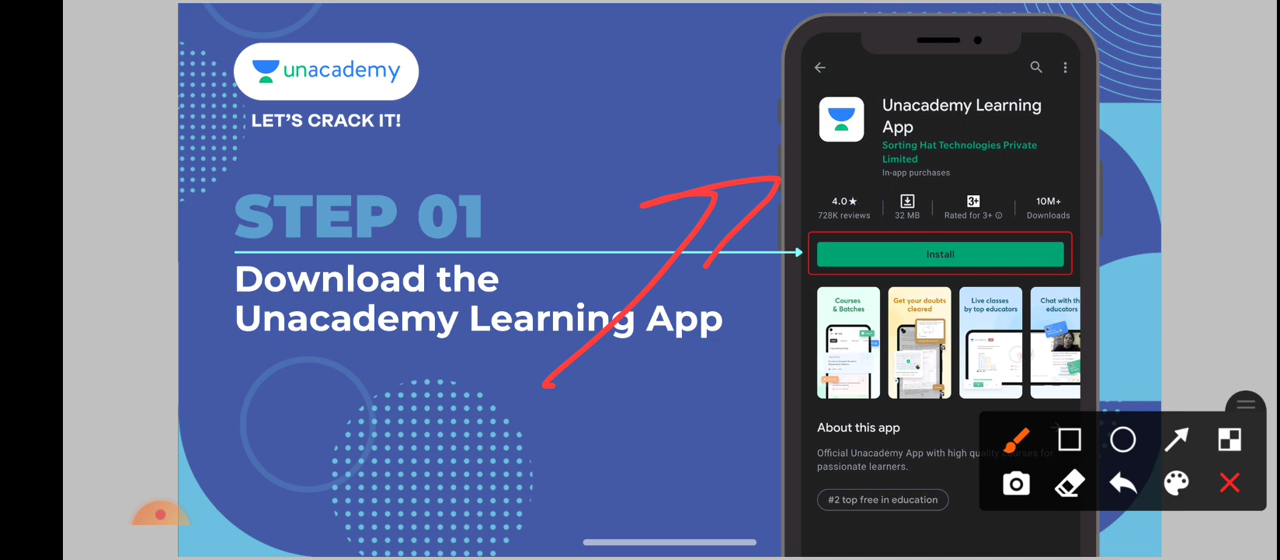 unacademy
LET'S CRACK IT!
STEP 01
Download the
Unacademy Learning App
Unacademy Learning
App
Sorting Hat Technologies Private
Limited
In-app purchases
4.0★
728K reviews
32 MB
3+
Rated for 3+
10M+
Downloads
Install
Courses
& Batches
Get your doubts
cleared
Live classes
by top educators
Chat with th
educators
About this app
Official Unacademy App with high quality courses for
passionate learners.
#2 top free in education